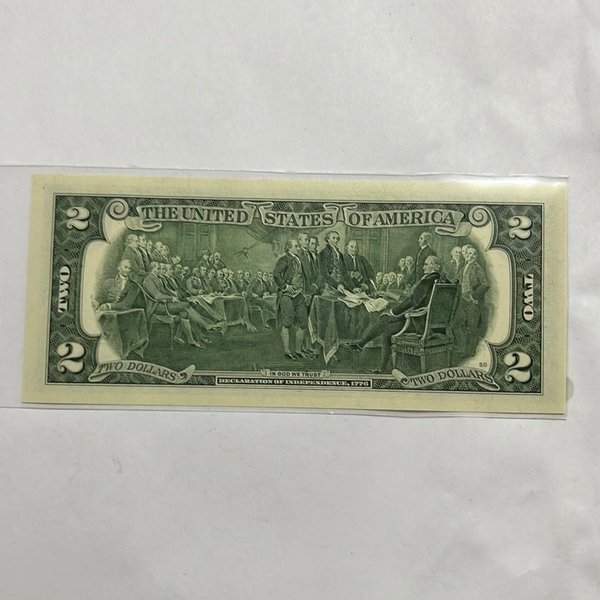 2 THE UNITED STATES OF AMERICA 2
TWO TWO
2 TWO DOLLARS IN GOD WE TRUST TWO DOLLARS 2
DECLARATION OF INDEPENDENCE, 1776